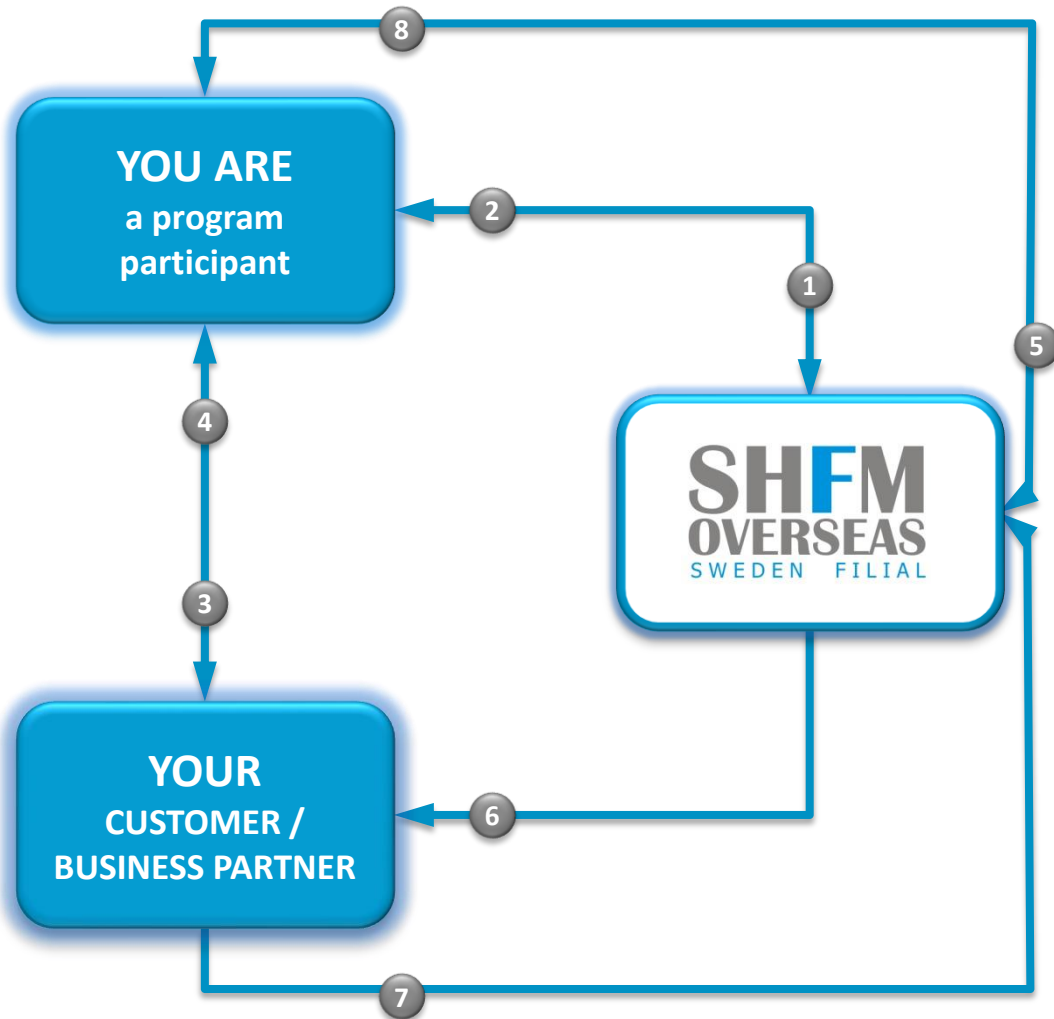 8
YOU ARE
a program
participant
2
1
5
4
SHFM
OVERSEAS
SWEDEN FILIAL
3
YOUR
CUSTOMER /
BUSINESS PARTNER
6
7